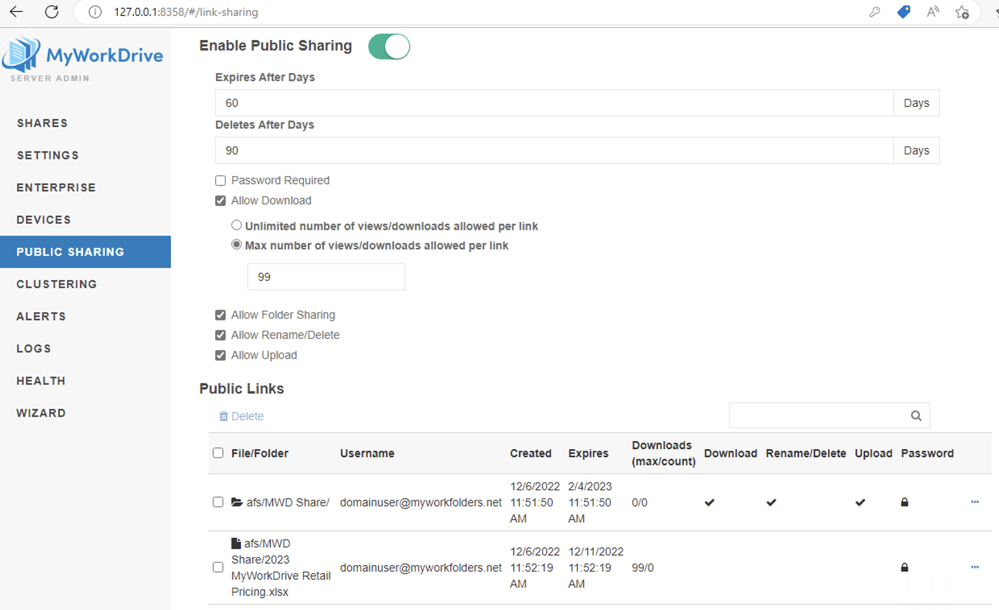 127.0.0.1:8358/#/link-sharing
MyWorkDrive
SERVER ADMIN
SHARES
SETTINGS
ENTERPRISE
DEVICES
PUBLIC SHARING
CLUSTERING
ALERTS
LOGS
HEALTH
WIZARD
Enable Public Sharing
Expires After Days
60 Days
Deletes After Days
90 Days
Password Required
Allow Download
Unlimited number of views/downloads allowed per link
Max number of views/downloads allowed per link
99
Allow Folder Sharing
Allow Rename/Delete
Allow Upload
Public Links
Delete
File/Folder Username Created Expires Downloads (max/count) Download Rename/Delete Upload Password
afs/MWD Share/ domainuser@myworkfolders.net 12/6/2022 11:51:50 AM 2/4/2023 11:51:50 AM 0/0
afs/MWD Share/2023 MyWorkDrive Retail Pricing.xlsx domainuser@myworkfolders.net 12/6/2022 11:52:19 AM 12/11/2022 11:52:19 AM 99/0